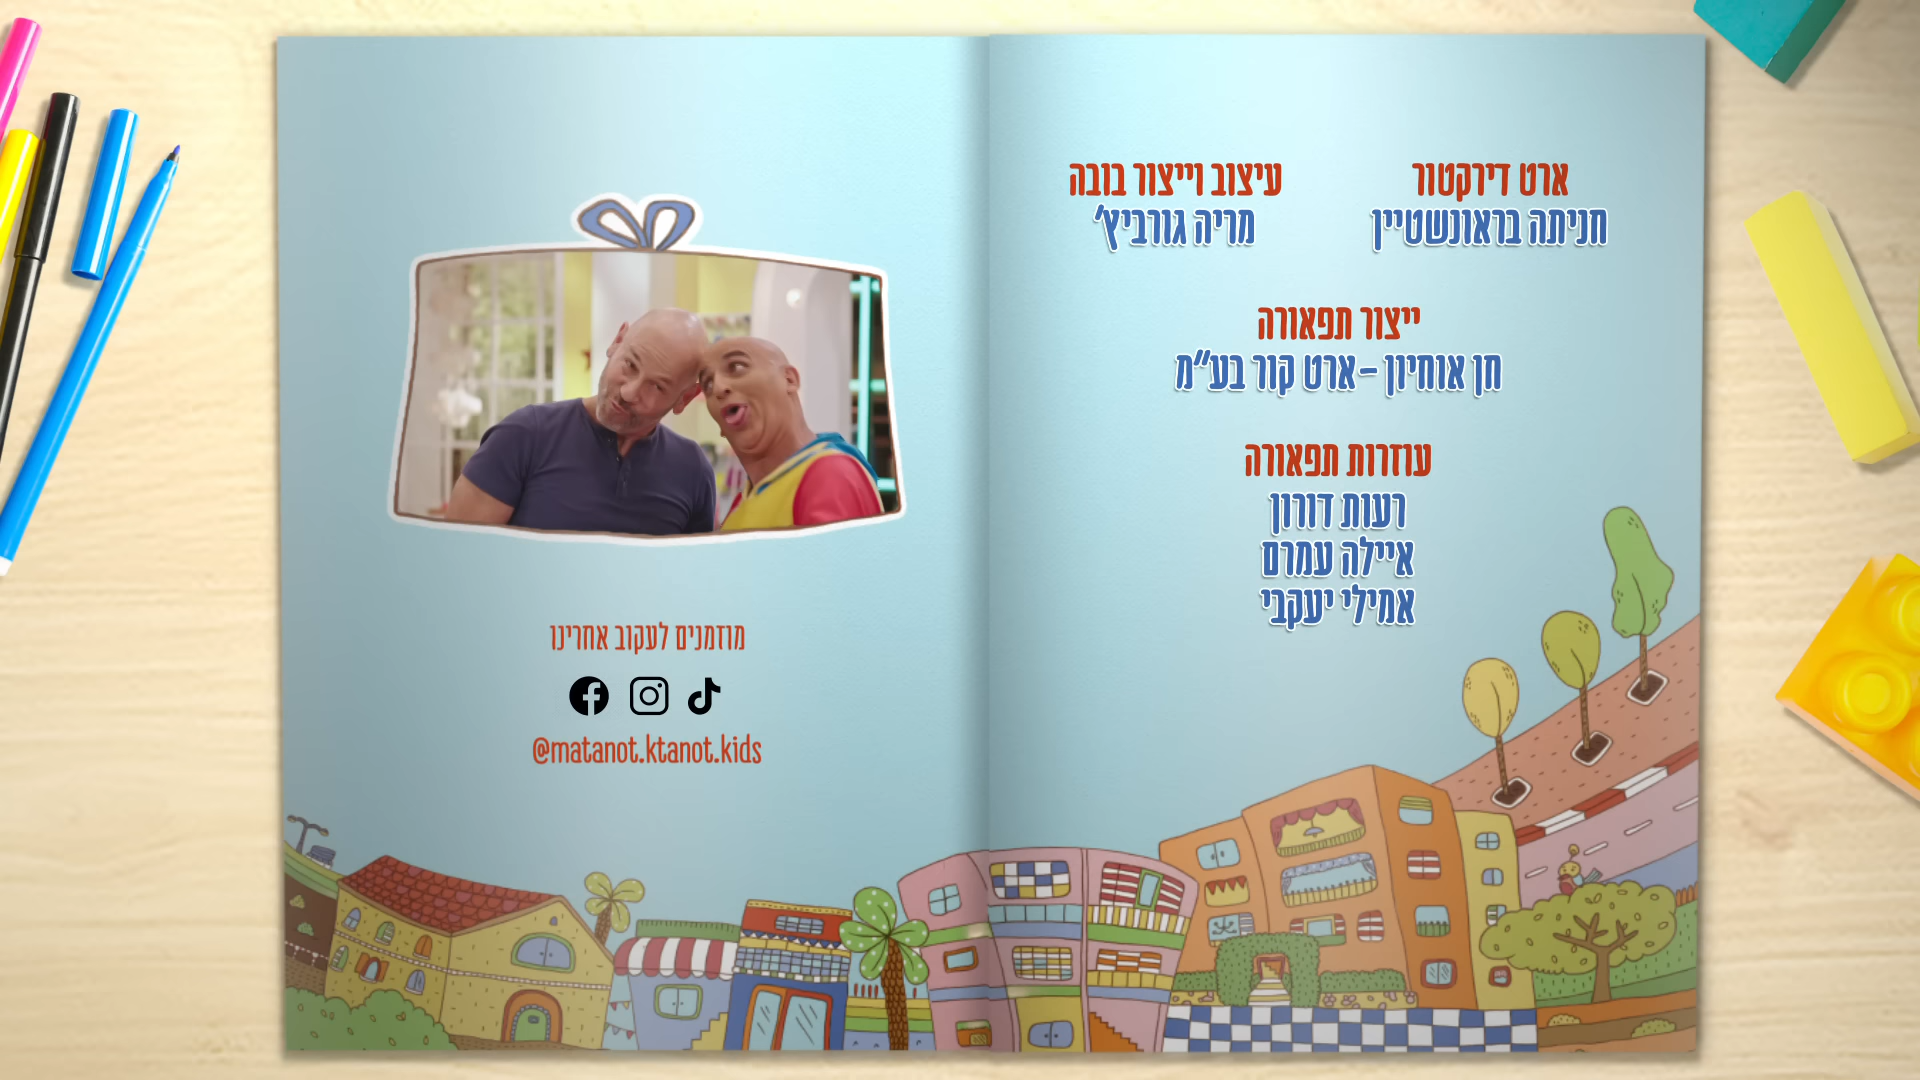 ארט דירקטור
חניתה בראונשטיין
עיצוב וייצור בובה
מריה גורביץ'
ייצור תפאורה
חן אוחיון -ארט קור בע"מ
עוזרות תפאורה
רעות דורון
איילה עמרם
אמילי יעקבי
מוזמנים לעקוב אחרינו
@matanot.ktanot.kids